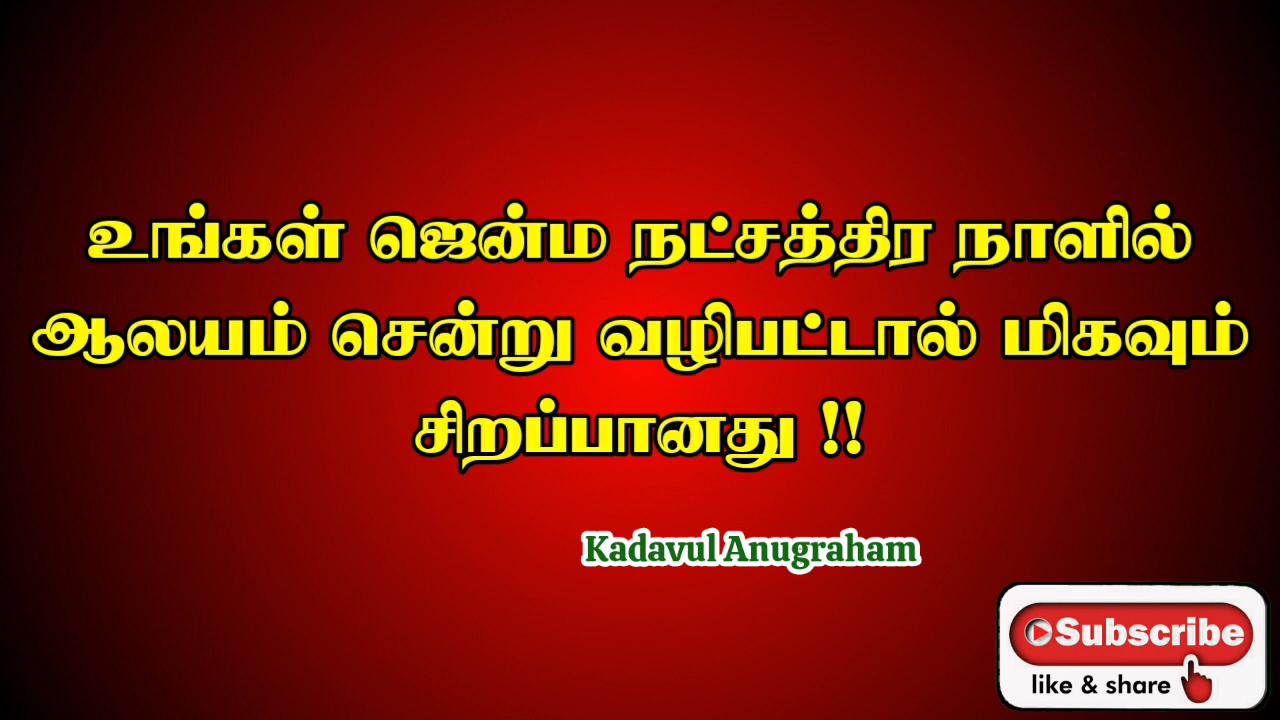 உங்கள் ஜென்ம நட்சத்திர நாளில்
ஆலயம் சென்று வழிபட்டால் மிகவும்
சிறப்பானது !!
Kadavul Anugraham
Subscribe
like & share